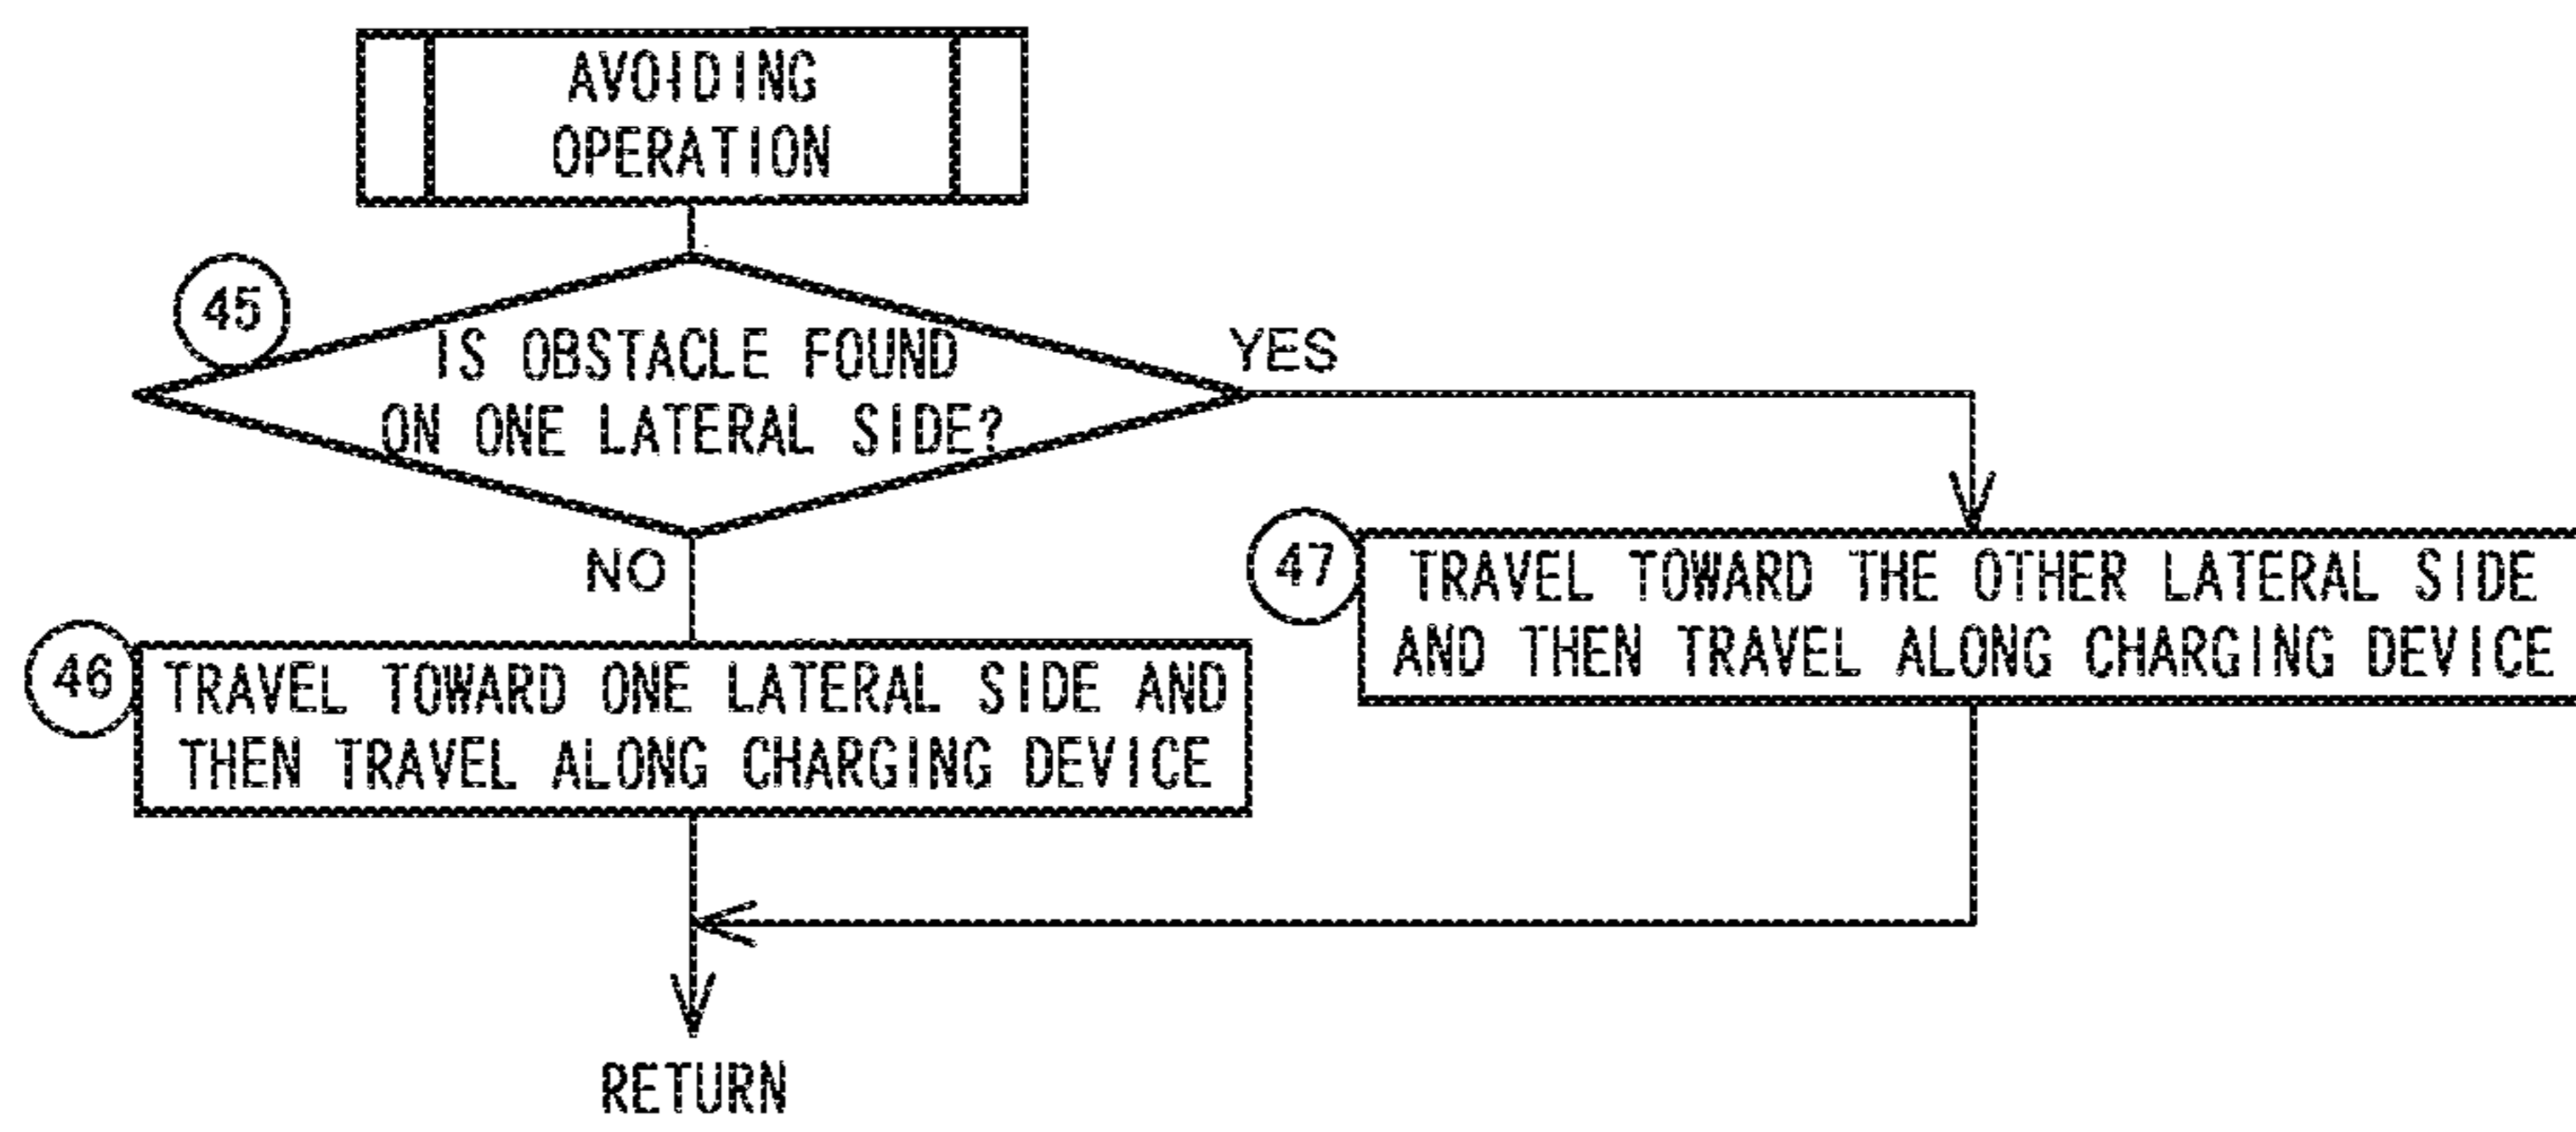 AVOIDING
OPERATION
45
IS OBSTACLE FOUND
ON ONE LATERAL SIDE?
YES
NO
47
TRAVEL TOWARD THE OTHER LATERAL SIDE
AND THEN TRAVEL ALONG CHARGING DEVICE
46
TRAVEL TOWARD ONE LATERAL SIDE AND
THEN TRAVEL ALONG CHARGING DEVICE
RETURN